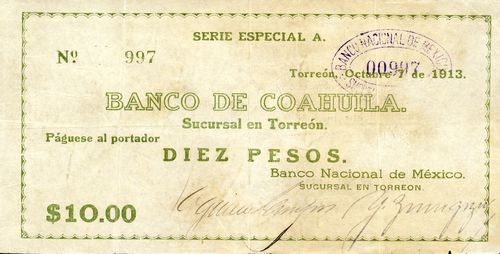 SERIE ESPECIAL A.
Nº 997
BANCO NACIONAL DE MEXICO
00997
Torreón, Octubre 7 de 1913.
BANCO DE COAHUILA.
Sucursal en Torreón.
Páguese al portador
DIEZ PESOS.
Banco Nacional de México.
SUCURSAL EN TORREON
$10.00